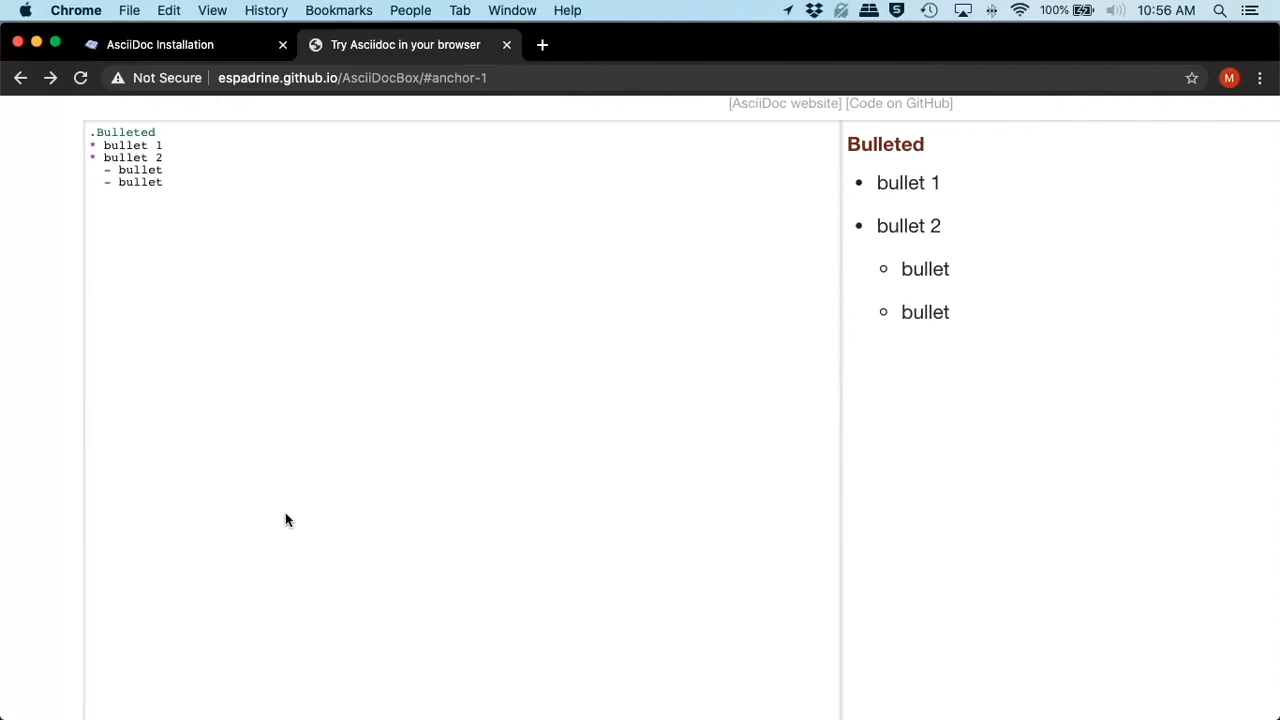 Chrome File Edit View History Bookmarks People Tab Window Help 100% 10:56 AM
AsciiDoc Installation Try Asciidoc in your browser
Not Secure espadrine.github.io/AsciiDocBox/#anchor-1 M
[AsciiDoc website] [Code on GitHub]
.Bulleted
* bullet 1
* bullet 2
- bullet
- bullet
Bulleted
• bullet 1
• bullet 2
○ bullet
○ bullet